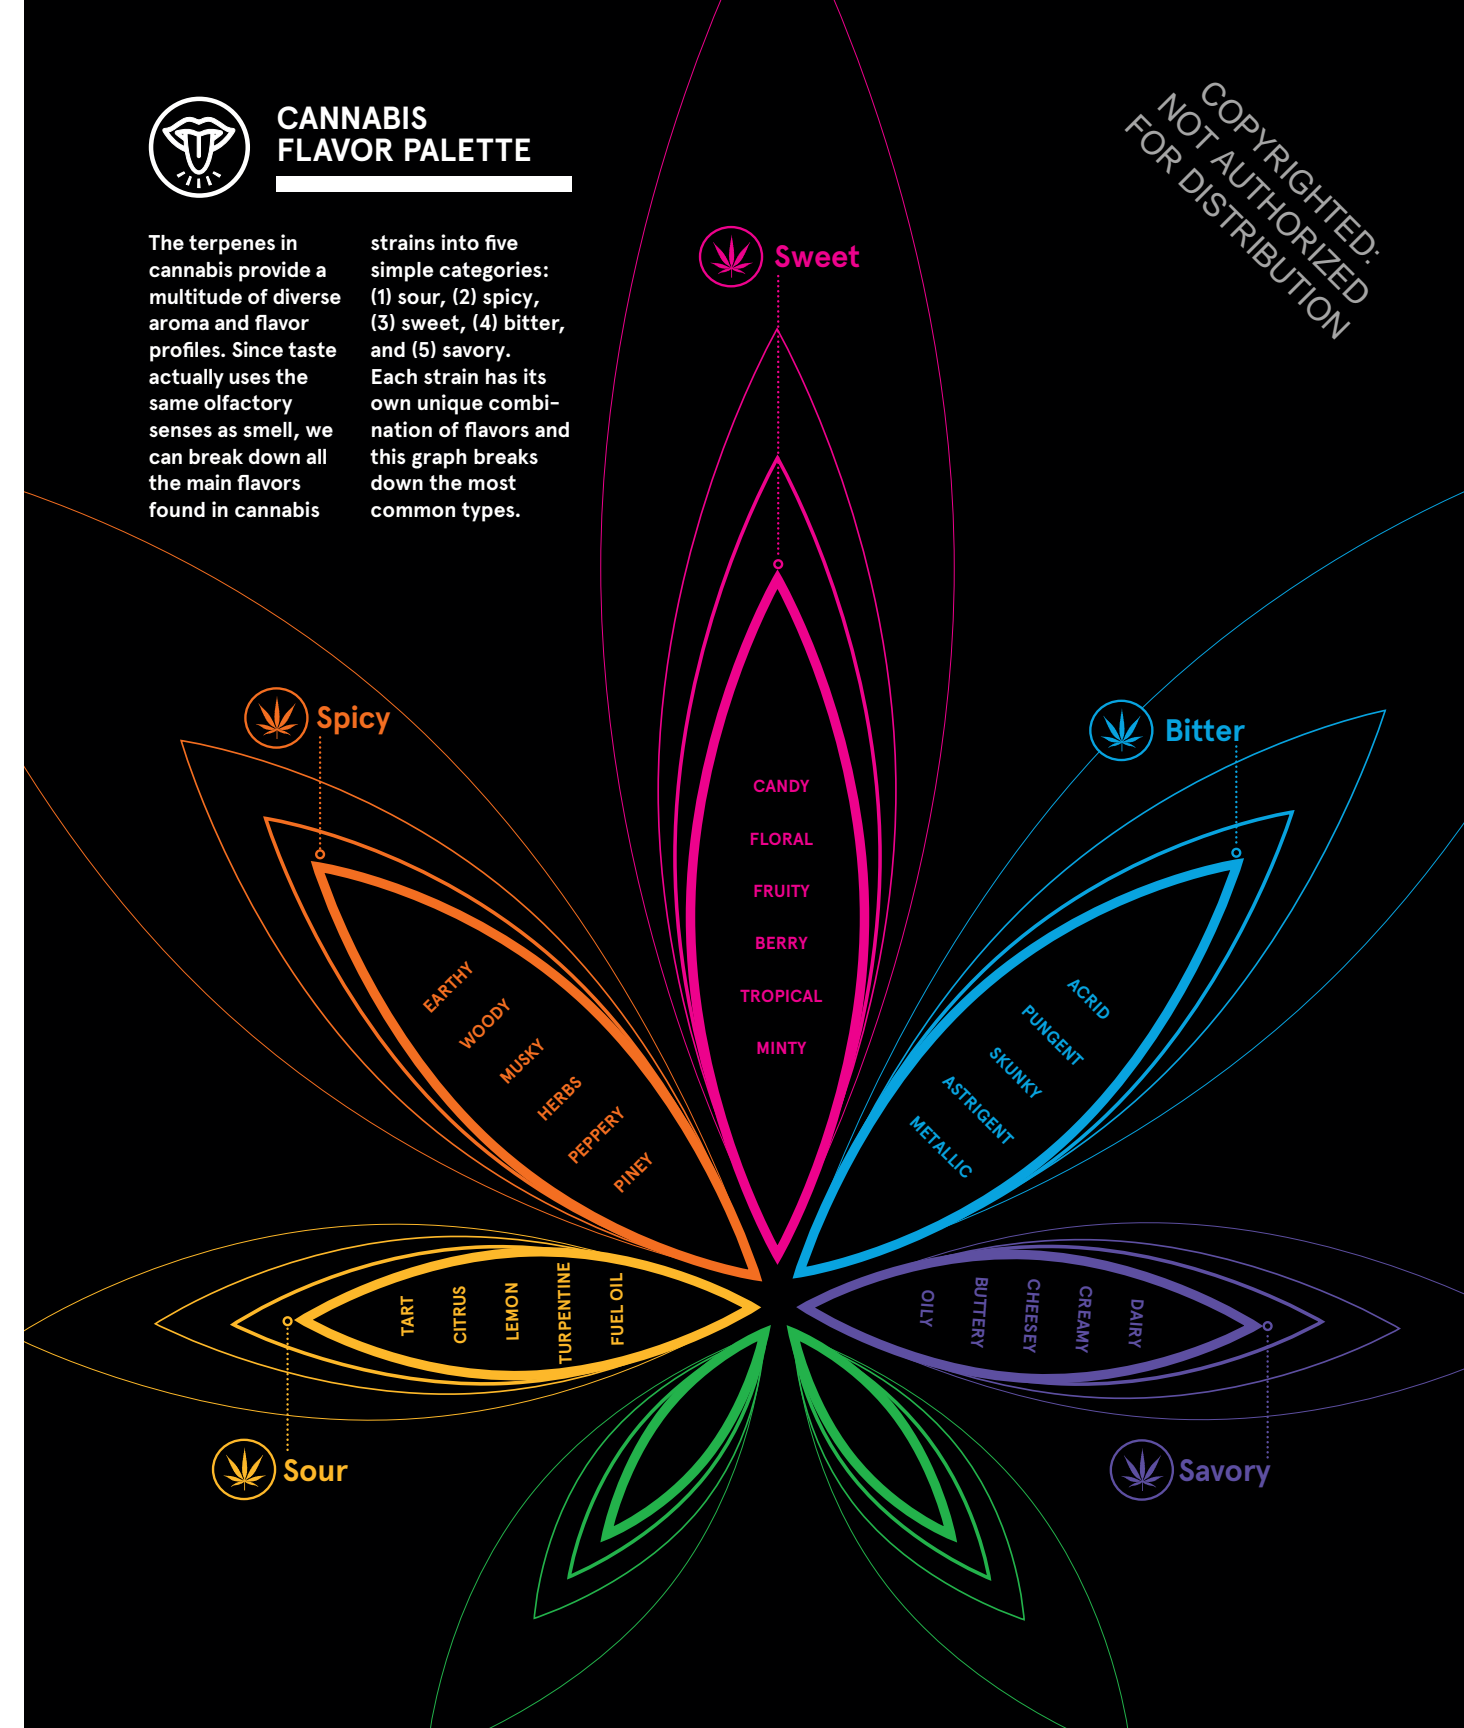 CANNABIS
FLAVOR PALETTE
The terpenes in
cannabis provide a
multitude of diverse
aroma and flavor
profiles. Since taste
actually uses the
same olfactory
senses as smell, we
can break down all
the main flavors
found in cannabis
strains into five
simple categories:
(1) sour, (2) spicy,
(3) sweet, (4) bitter,
and (5) savory.
Each strain has its
own unique combi-
nation of flavors and
this graph breaks
down the most
common types.
COPYRIGHTED:
NOT AUTHORIZED
FOR DISTRIBUTION
Sweet
CANDY
FLORAL
FRUITY
BERRY
TROPICAL
MINTY
Spicy
EARTHY
WOODY
MUSKY
HERBS
PEPPERY
PINEY
Bitter
ACRID
PUNGENT
SKUNKY
ASTRIGENT
METALLIC
Sour
TART
CITRUS
LEMON
TURPENTINE
FUEL OIL
Savory
OILY
BUTTERY
CHEESEY
CREAMY
DAIRY